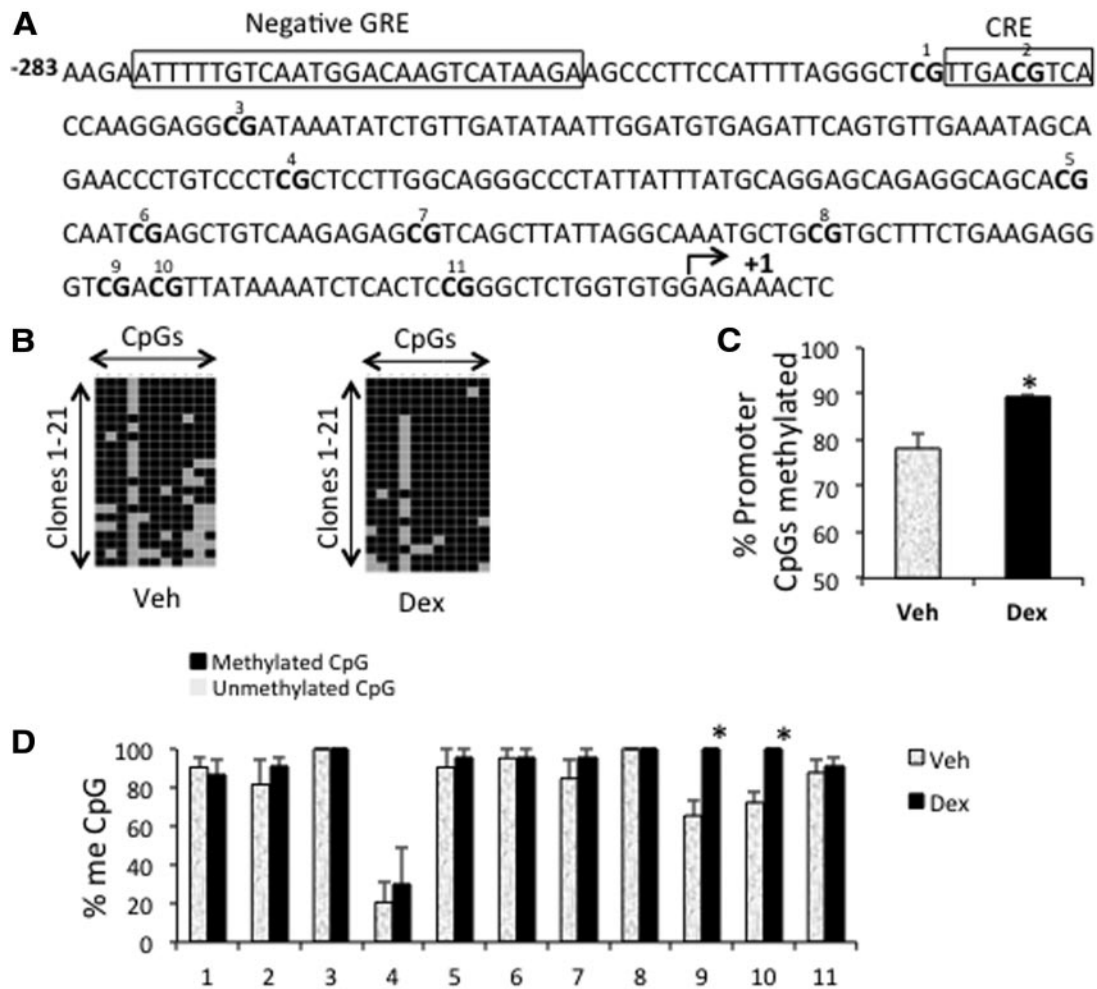 A
Negative GRE
CRE
1 2
-283 AAGAATTTTTGTCAATGGACAAGTCATAAGAAGCCCTTCCATTTTAGGGCTCGTTGACGTCA
3
CCAAGGAGGCGATAAATATCTGTTGATATAATTGGATGTGAGATTCAGTGTTGAAATAGCA
4 5
GAACCCTGTCCCTCGCTCCTTGGCAGGGCCCTATTATTTATGCAGGAGCAGAGGCAGCACG
6 7 8
CAATCGAGCTGTCAAGAGAGCGTCAGCTTATTAGGCAAATGCTGCGTGCTTTCTGAAGAGG
9 10 11 +1
GTCGACGTTATAAAATCTCACTCCGGGCTCTGGTGTGGAGAAACTC
B
CpGs
CpGs
Clones 1-21
Clones 1-21
Veh
Dex
Methylated CpG
Unmethylated CpG
C
% Promoter
CpGs methylated
100
90
80
70
60
50
*
Veh Dex
D
% me CpG
100
80
60
40
20
0
* *
1 2 3 4 5 6 7 8 9 10 11
Veh
Dex